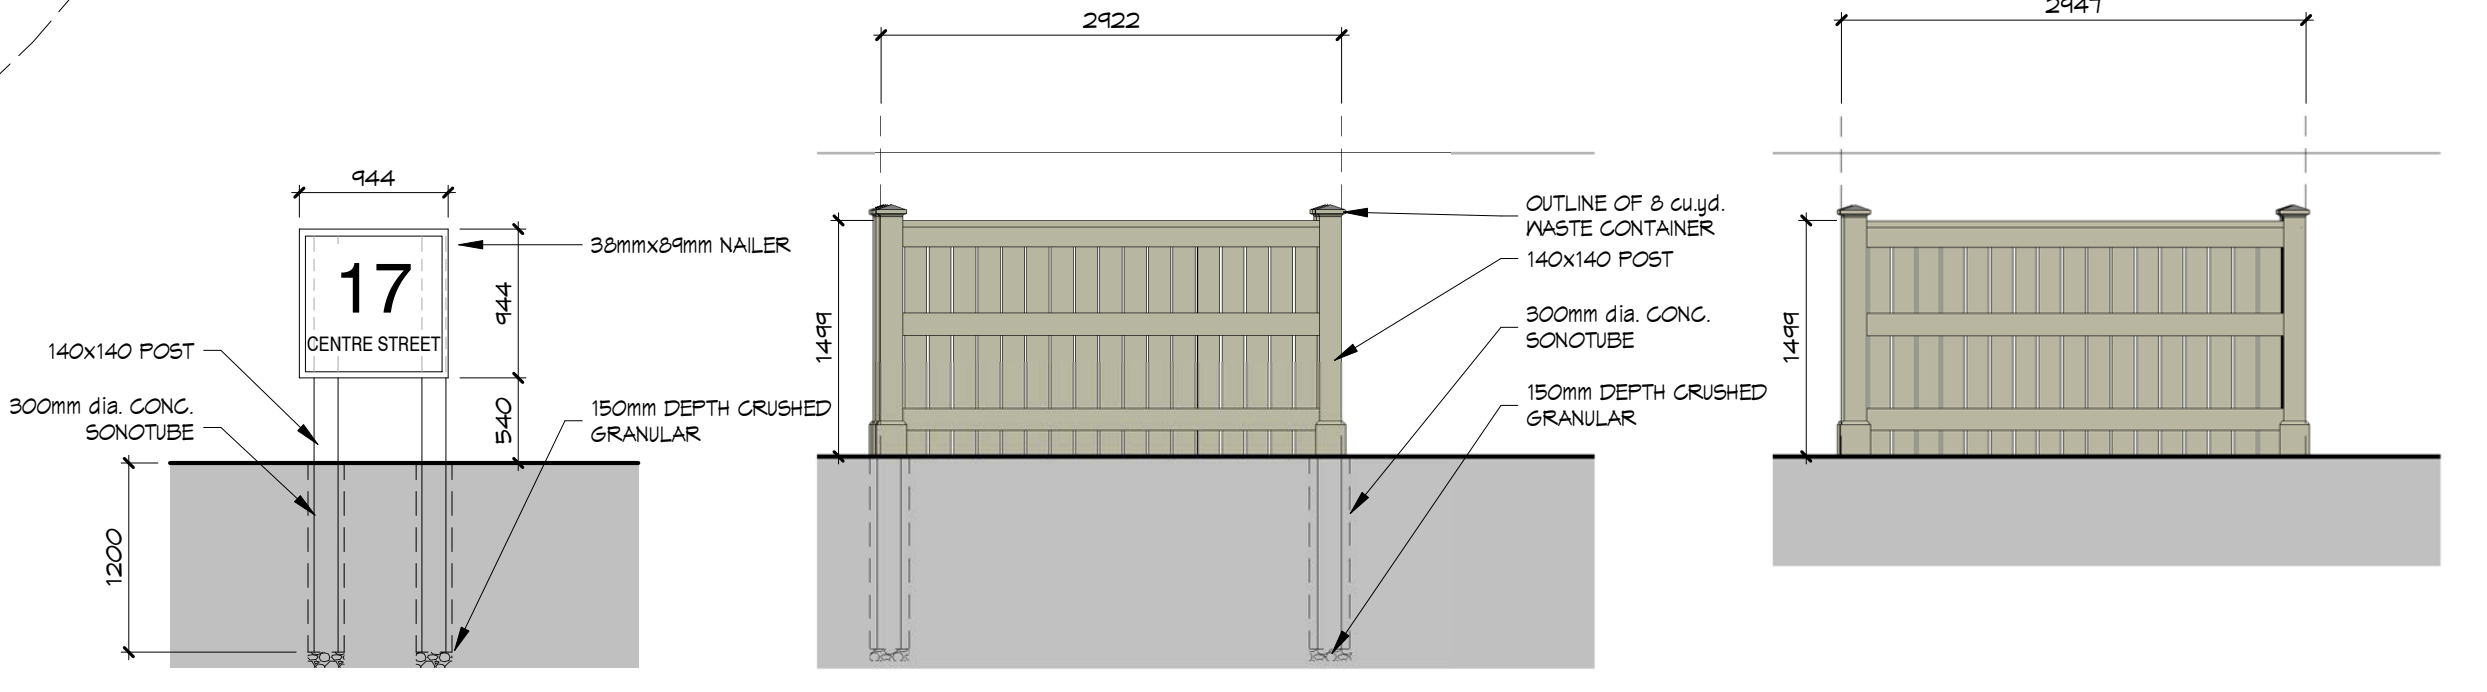 944
17
CENTRE STREET
38mmx89mm NAILER
944
540
140x140 POST
300mm dia. CONC.
SONOTUBE
150mm DEPTH CRUSHED
GRANULAR
1200
2922
1499
OUTLINE OF 8 cu.yd.
WASTE CONTAINER
140x140 POST
300mm dia. CONC.
SONOTUBE
150mm DEPTH CRUSHED
GRANULAR
2947
1499